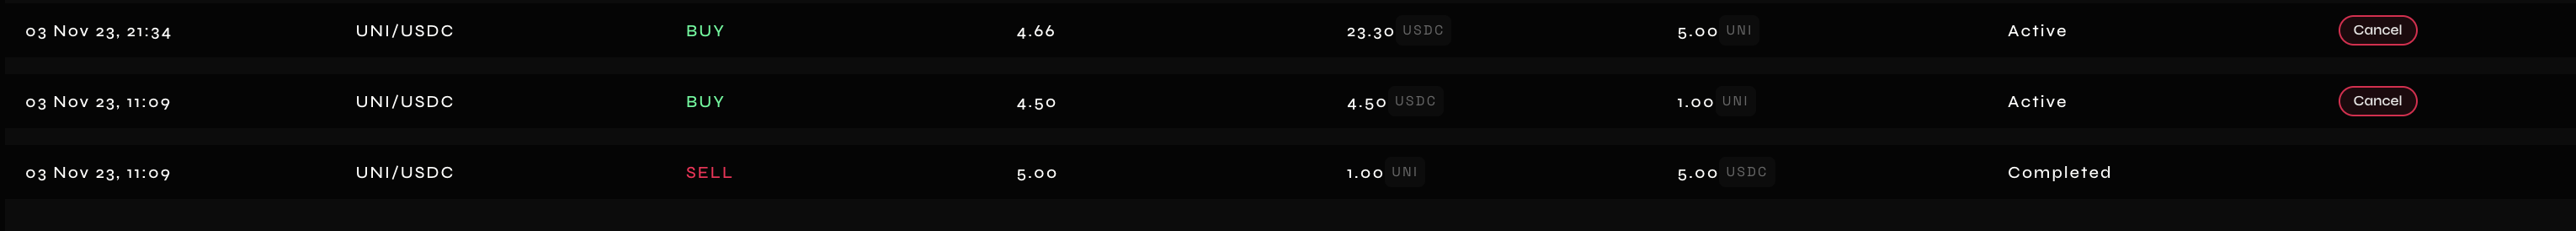 03 Nov 23, 21:34 UNI/USDC BUY 4.66 23.30 USDC 5.00 UNI Active Cancel
03 Nov 23, 11:09 UNI/USDC BUY 4.50 4.50 USDC 1.00 UNI Active Cancel
03 Nov 23, 11:09 UNI/USDC SELL 5.00 1.00 UNI 5.00 USDC Completed